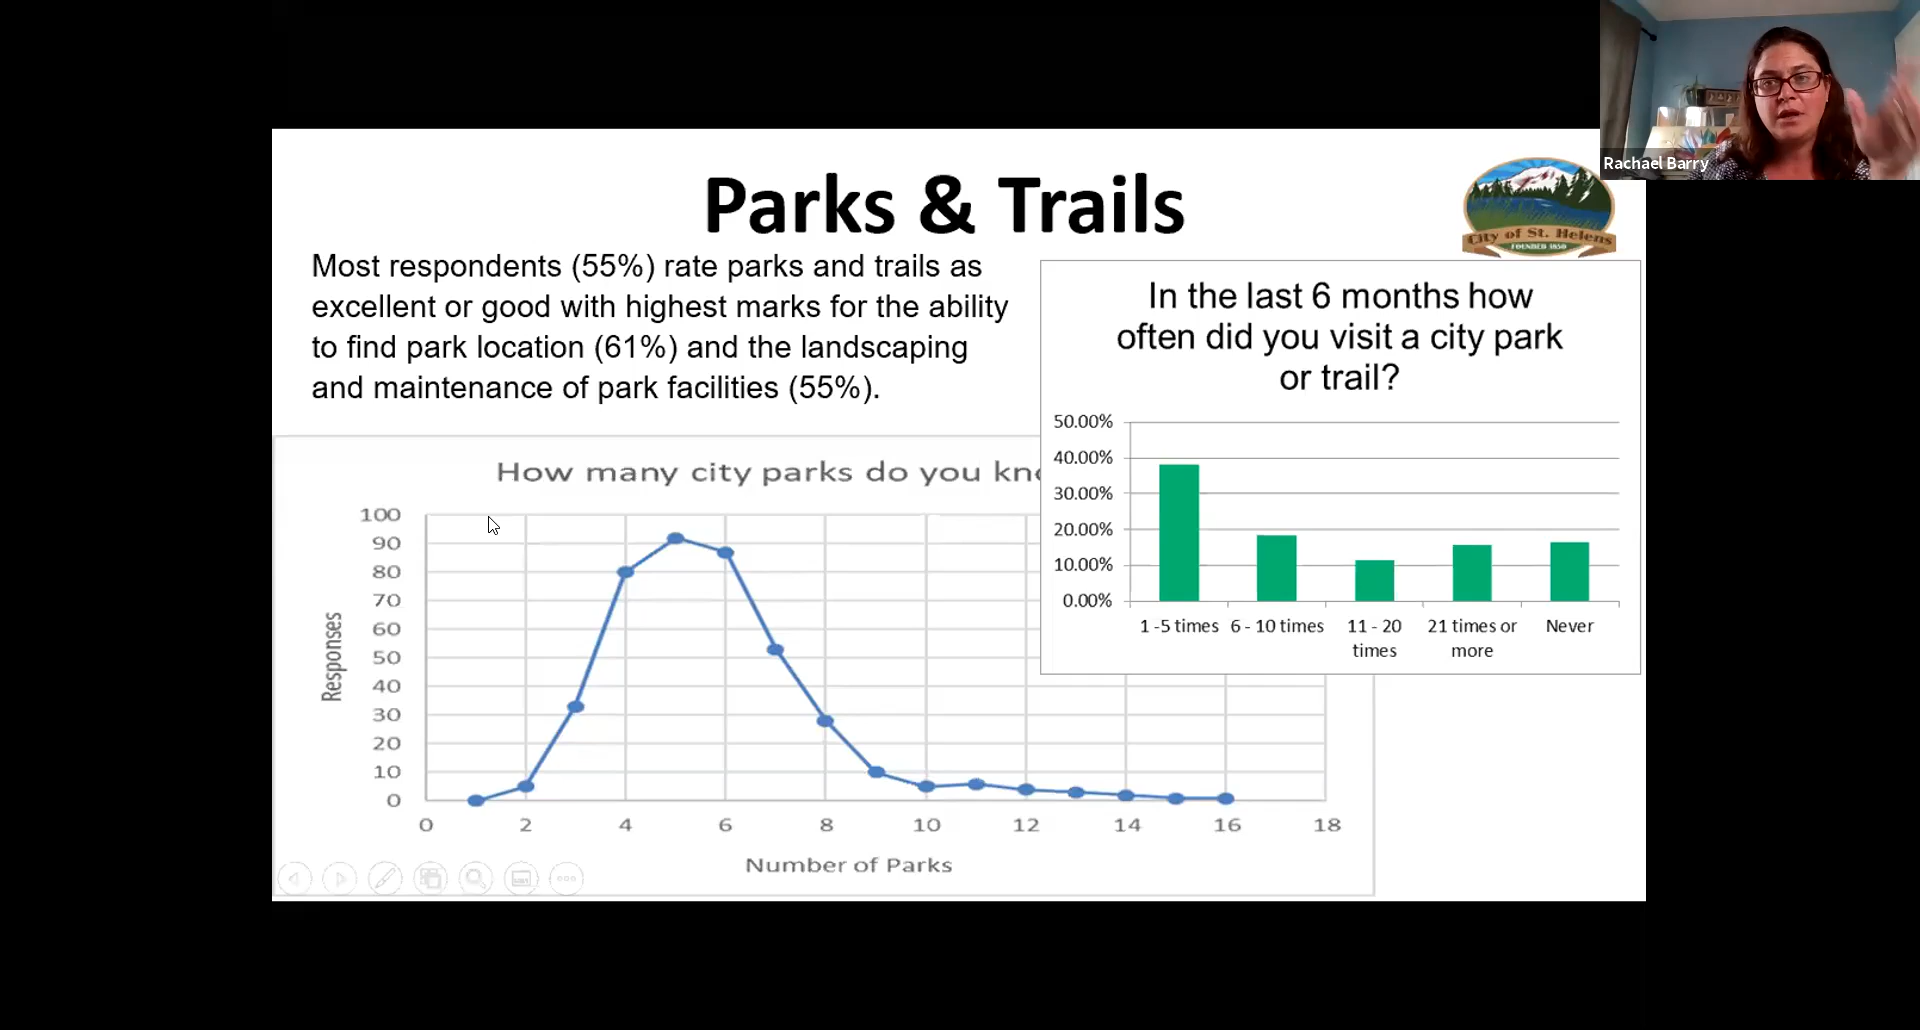 Rachael Barry
Parks & Trails
City of St. Helens
FOUNDED 1850
Most respondents (55%) rate parks and trails as
excellent or good with highest marks for the ability
to find park location (61%) and the landscaping
and maintenance of park facilities (55%).
In the last 6 months how
often did you visit a city park
or trail?
50.00%
40.00%
30.00%
20.00%
10.00%
0.00%
1 -5 times 6 - 10 times 11 - 20 21 times or Never
times more
How many city parks do you kno
100
90
80
70
60
50
40
30
20
10
0
Responses
0 2 4 6 8 10 12 14 16 18
Number of Parks